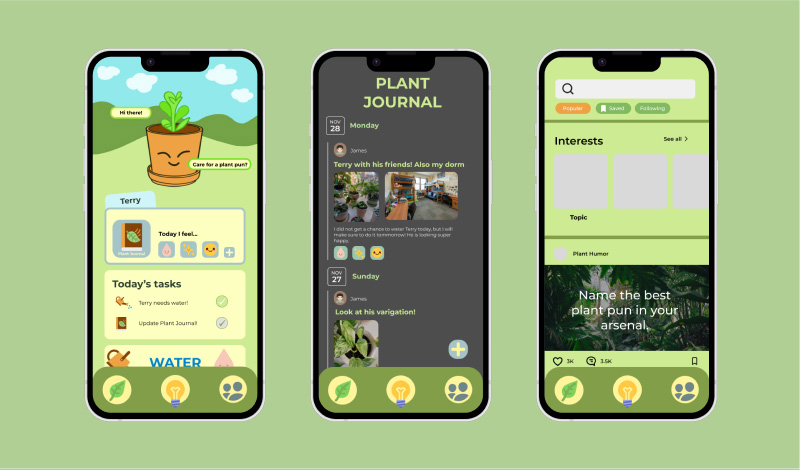 Hi there!
Care for a plant pun?
Terry
Today I feel...
Plant Journal
Today's tasks
Terry needs water!
Update Plant Journal!
WATER
PLANT
JOURNAL
NOV
28
Monday
James
Terry with his friends! Also my dorm
I did not get a chance to water Terry today, but I will
make sure to do it tommorrow! He is looking super
happy.
NOV
27
Sunday
James
Look at his varigation!
Popular
Saved
Following
Interests
See all
Topic
Plant Humor
Name the best
plant pun in your
arsenal,
3K
3.5K